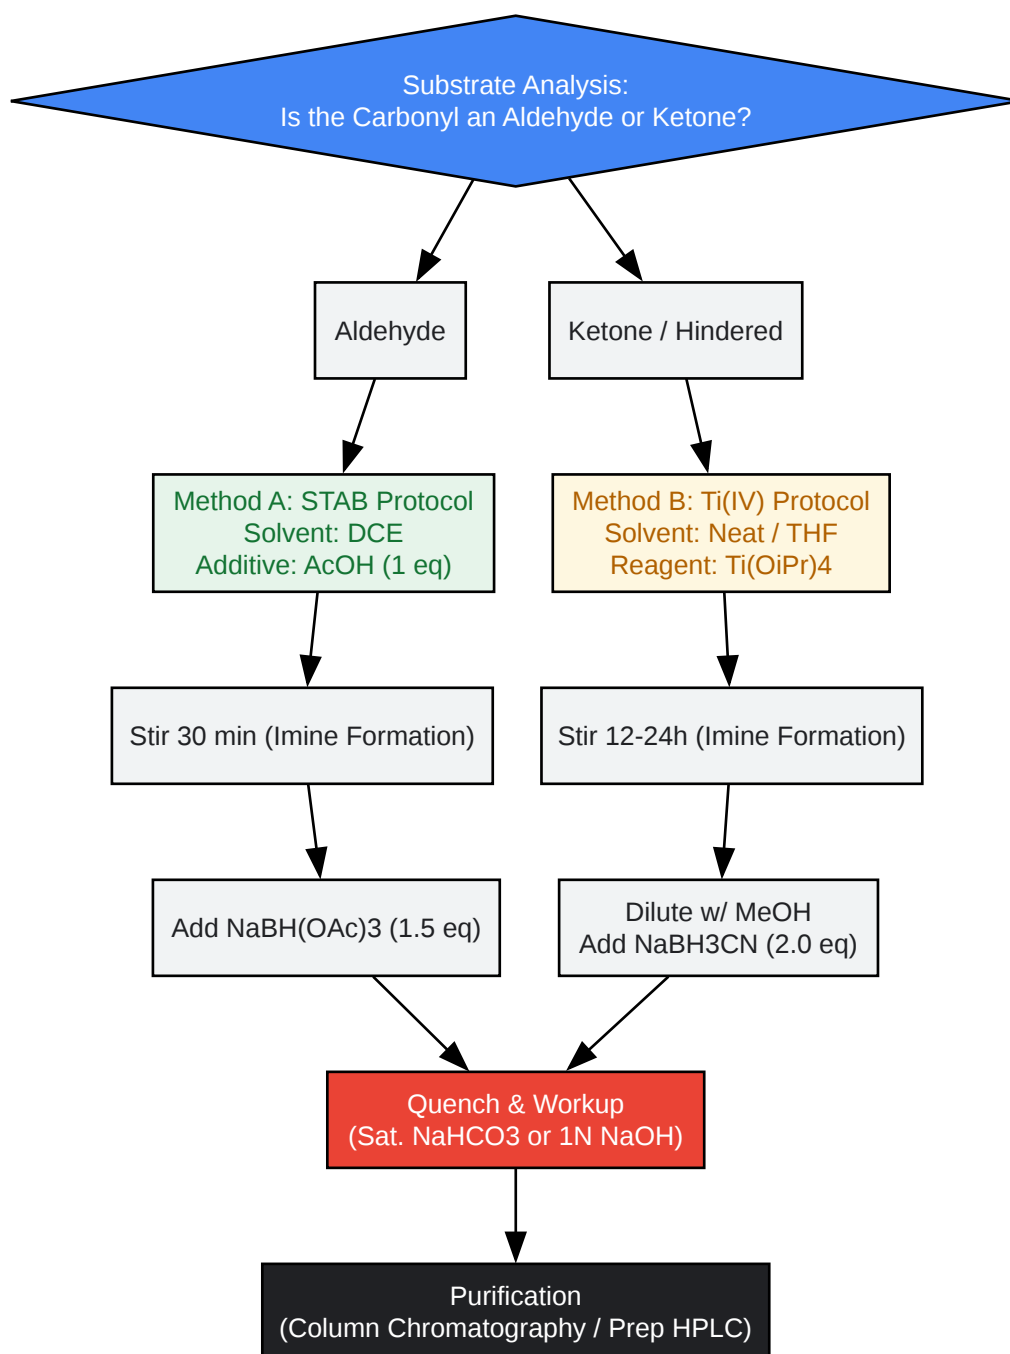 Substrate Analysis:
Is the Carbonyl an Aldehyde or Ketone?
Aldehyde
Ketone / Hindered
Method A: STAB Protocol
Solvent: DCE
Additive: AcOH (1 eq)
Method B: Ti(IV) Protocol
Solvent: Neat / THF
Reagent: Ti(OiPr)4
Stir 30 min (Imine Formation)
Stir 12-24h (Imine Formation)
Add NaBH(OAc)3 (1.5 eq)
Dilute w/ MeOH
Add NaBH3CN (2.0 eq)
Quench & Workup
(Sat. NaHCO3 or 1N NaOH)
Purification
(Column Chromatography / Prep HPLC)